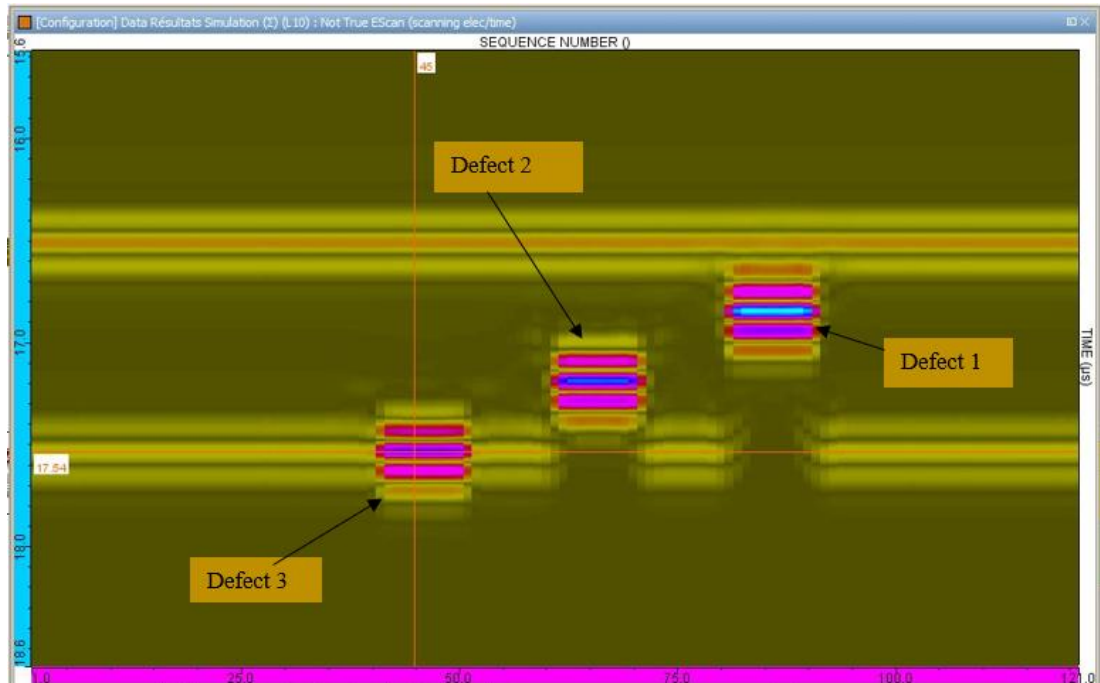 [Configuration] Data Résultats Simulation (Σ) (L10) : Not True EScan (scanning elec/time)
SEQUENCE NUMBER ()
15.6
45
16.0
Defect 2
17.0
TIME (µs)
Defect 1
17.54
18.0
Defect 3
18.6
1.0
25.0
50.0
75.0
100.0
121.0